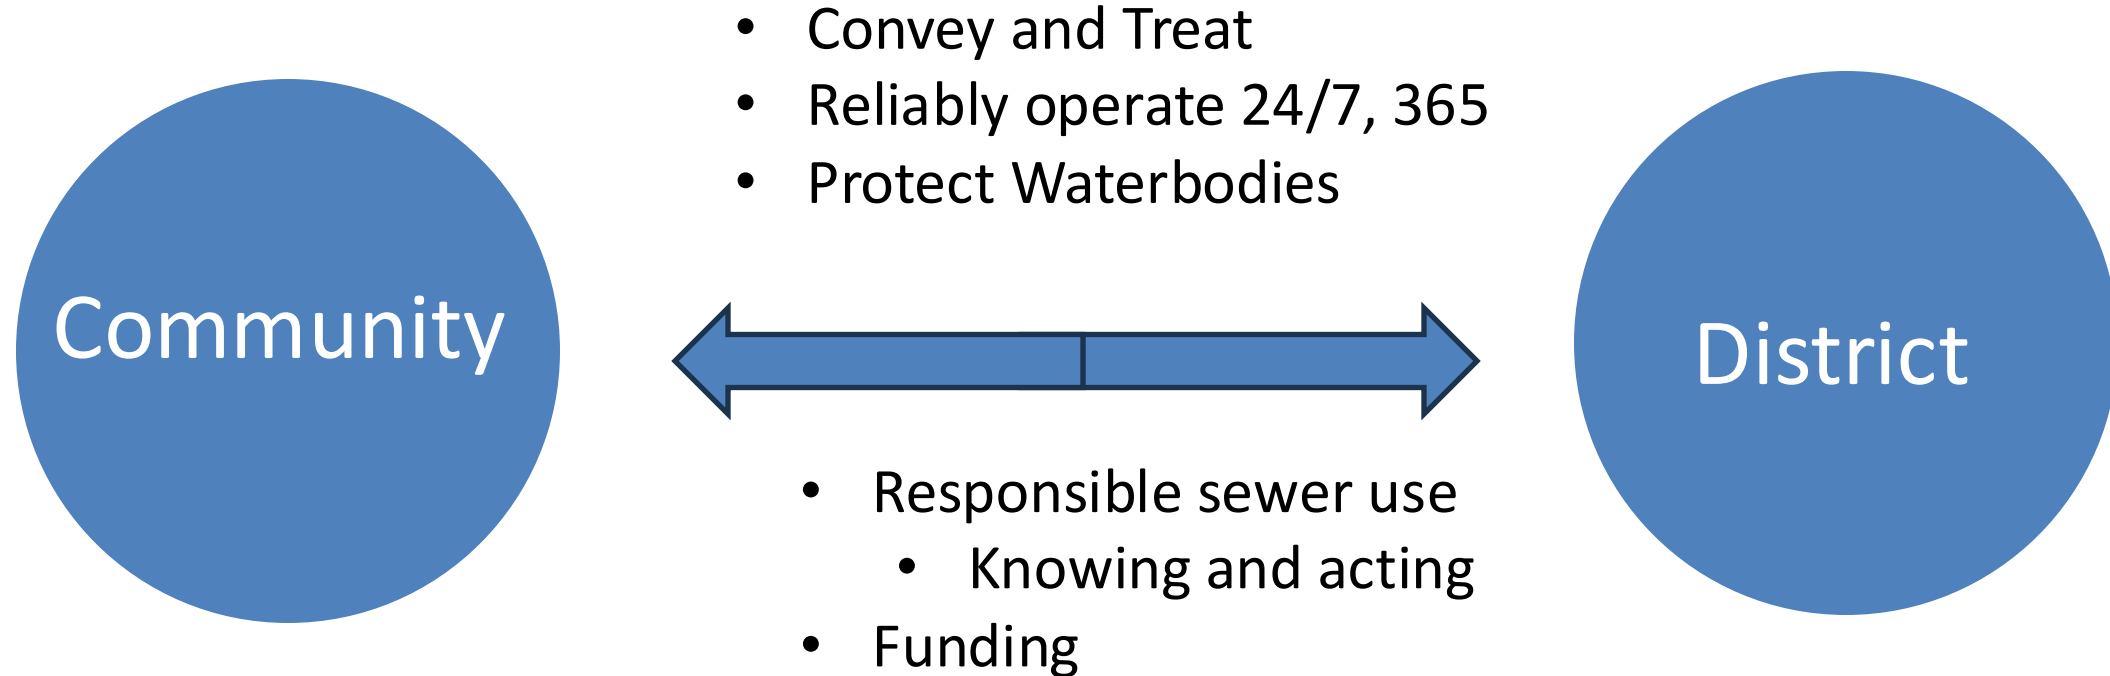 • Convey and Treat
• Reliably operate 24/7, 365
• Protect Waterbodies
Community
District
• Responsible sewer use
• Knowing and acting
• Funding